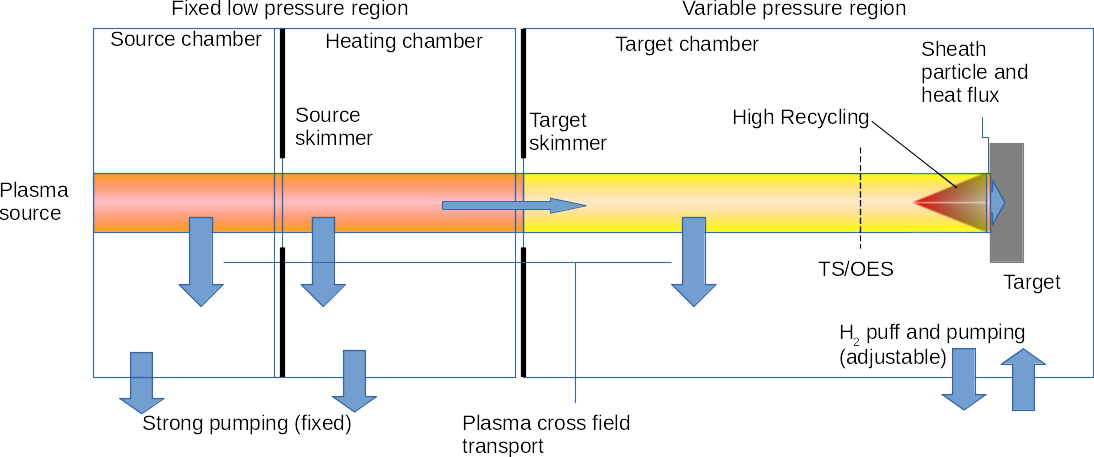 Fixed low pressure region
Variable pressure region
Source chamber
Heating chamber
Target chamber
Sheath
particle and
heat flux
Source
skimmer
Target
skimmer
High Recycling
Plasma
source
TS/OES
Target
H2 puff and pumping
(adjustable)
Strong pumping (fixed)
Plasma cross field
transport